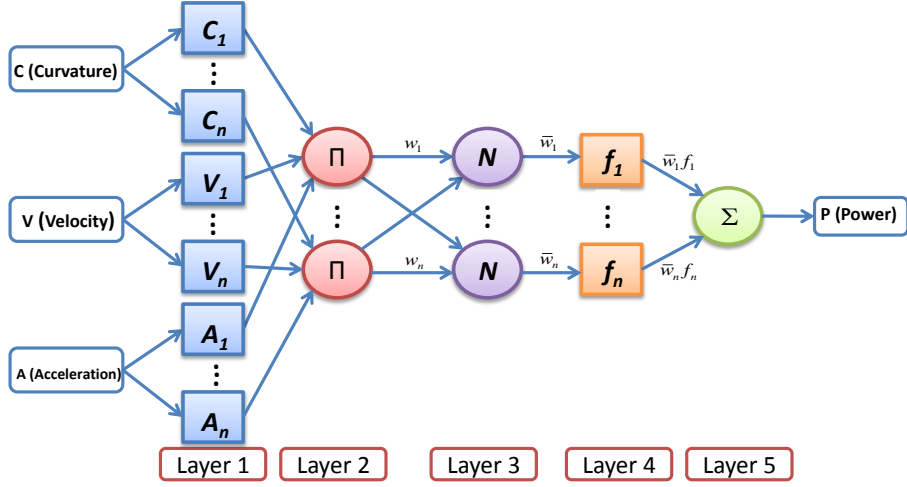 C (Curvature)
V (Velocity)
A (Acceleration)
C₁
⋮
Cₙ
V₁
⋮
Vₙ
A₁
⋮
Aₙ
Π
⋮
Π
w₁
wₙ
N
⋮
N
w̅₁
w̅ₙ
f₁
⋮
fₙ
w̅₁f₁
w̅ₙfₙ
Σ
P (Power)
Layer 1
Layer 2
Layer 3
Layer 4
Layer 5